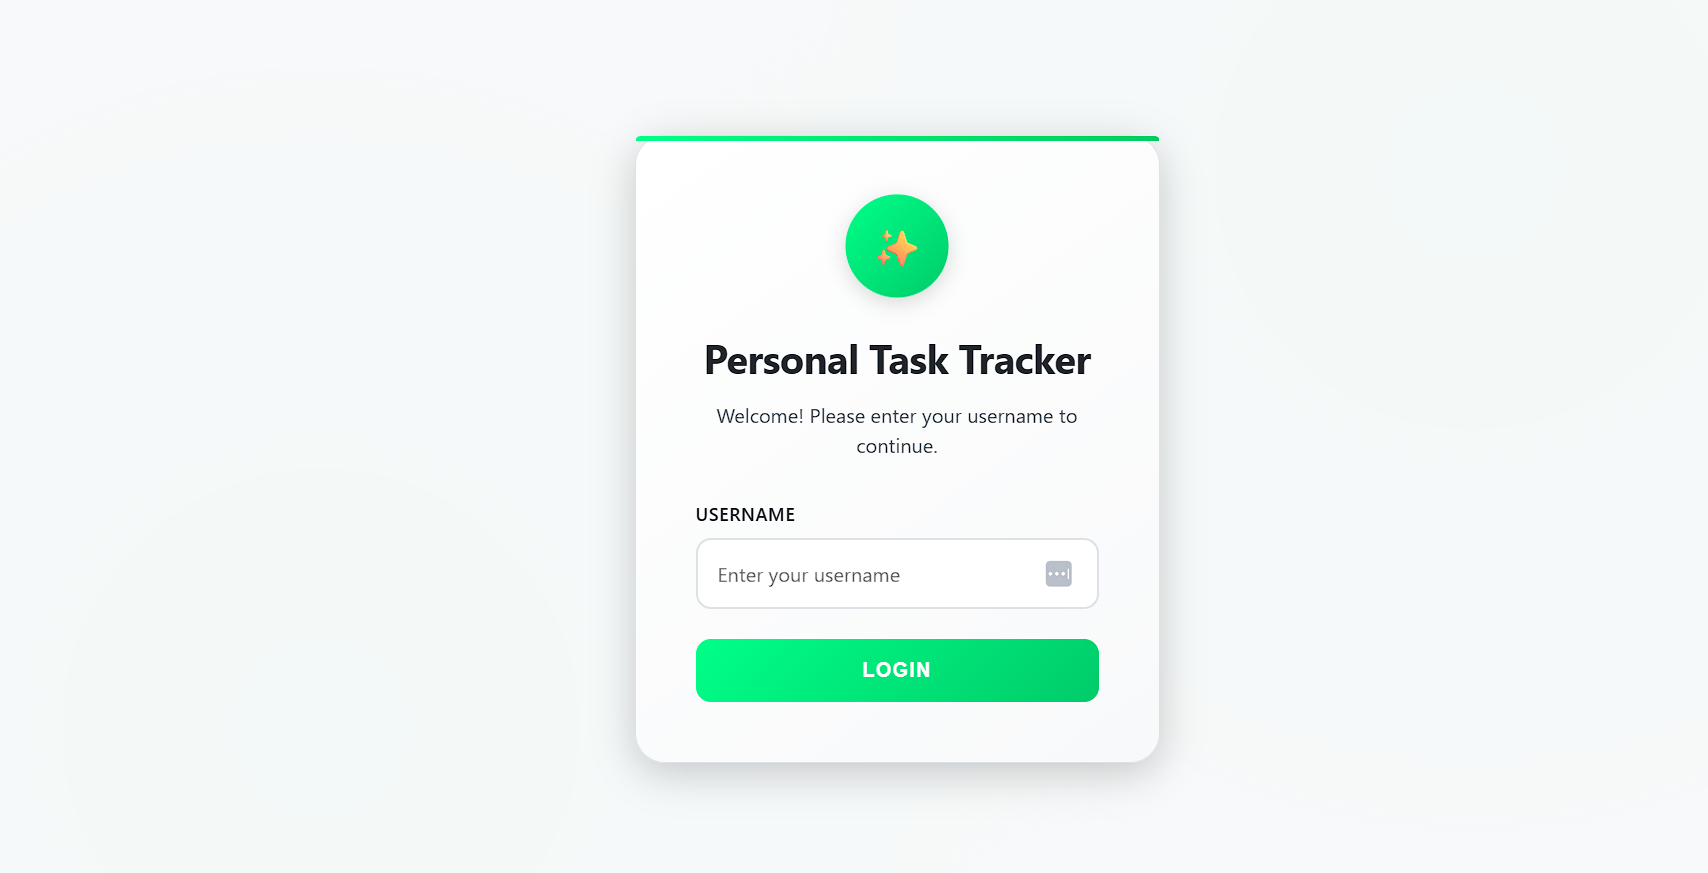 Personal Task Tracker
Welcome! Please enter your username to
continue.
USERNAME
Enter your username
LOGIN